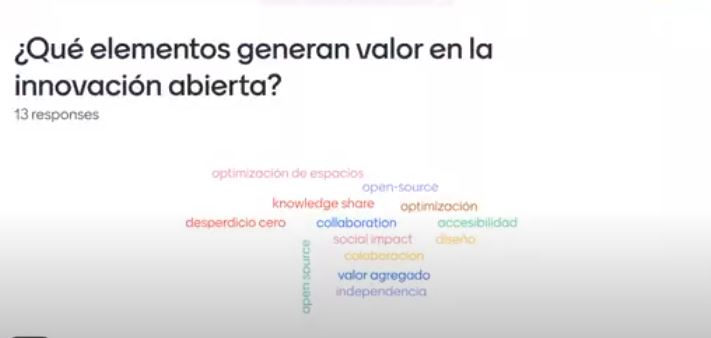 ¿Qué elementos generan valor en la
innovación abierta?
13 responses
optimización de espacios
open-source
knowledge share
optimización
desperdicio cero
collaboration
accesibilidad
social impact
diseño
colaboracion
open source
valor agregado
independencia